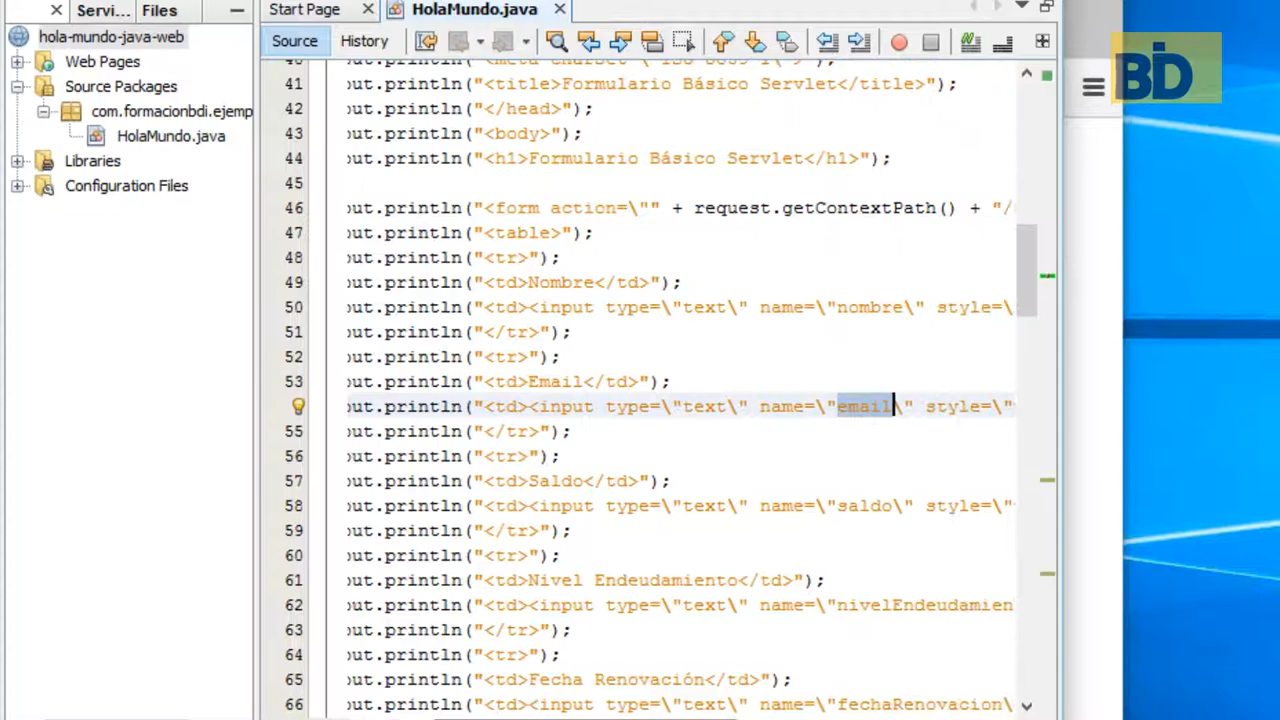 Servi...
Files
Start Page
HolaMundo.java
Source
History
hola-mundo-java-web
Web Pages
Source Packages
com.formacionbdi.ejemp
HolaMundo.java
Libraries
Configuration Files
BDI
41 out.println("<title>Formulario Básico Servlet</title>");
42 out.println("</head>");
43 out.println("<body>");
44 out.println("<h1>Formulario Básico Servlet</h1>");
45
46 out.println("<form action=\"" + request.getContextPath() + "/
47 out.println("<table>");
48 out.println("<tr>");
49 out.println("<td>Nombre</td>");
50 out.println("<td><input type=\"text\" name=\"nombre\" style=\
51 out.println("</tr>");
52 out.println("<tr>");
53 out.println("<td>Email</td>");
out.println("<td><input type=\"text\" name=\"email\" style=\"
55 out.println("</tr>");
56 out.println("<tr>");
57 out.println("<td>Saldo</td>");
58 out.println("<td><input type=\"text\" name=\"saldo\" style=\"
59 out.println("</tr>");
60 out.println("<tr>");
61 out.println("<td>Nivel Endeudamiento</td>");
62 out.println("<td><input type=\"text\" name=\"nivelEndeudamien
63 out.println("</tr>");
64 out.println("<tr>");
65 out.println("<td>Fecha Renovación</td>");
66 out.println("<td><input type=\"text\" name=\"fechaRenovacion\